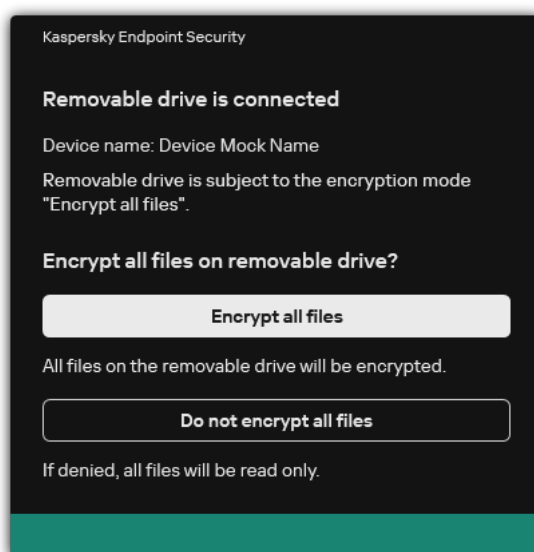 Kaspersky Endpoint Security
Removable drive is connected
Device name: Device Mock Name
Removable drive is subject to the encryption mode
"Encrypt all files".
Encrypt all files on removable drive?
Encrypt all files
All files on the removable drive will be encrypted.
Do not encrypt all files
If denied, all files will be read only.